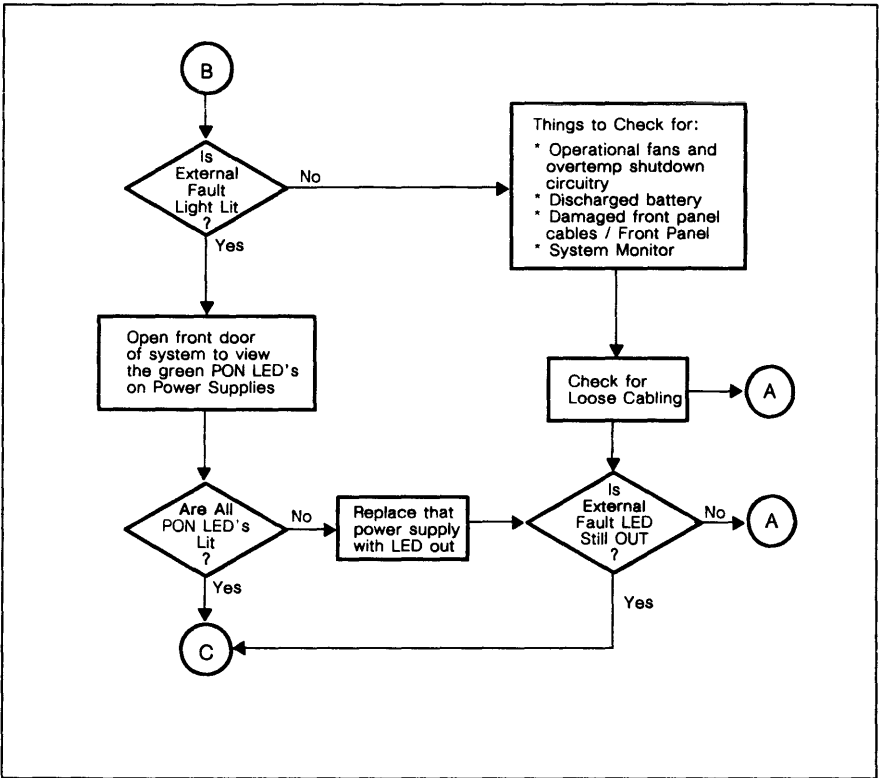 B
Is
External
Fault
Light Lit
?
No
Yes
Things to Check for:
* Operational fans and
overtemp shutdown
circuitry
* Discharged battery
* Damaged front panel
cables / Front Panel
* System Monitor
Open front door
of system to view
the green PON LED's
on Power Supplies
Check for
Loose Cabling
A
Are All
PON LED's
Lit
?
No
Yes
Replace that
power supply
with LED out
Is
External
Fault LED
Still OUT
?
No
A
Yes
C